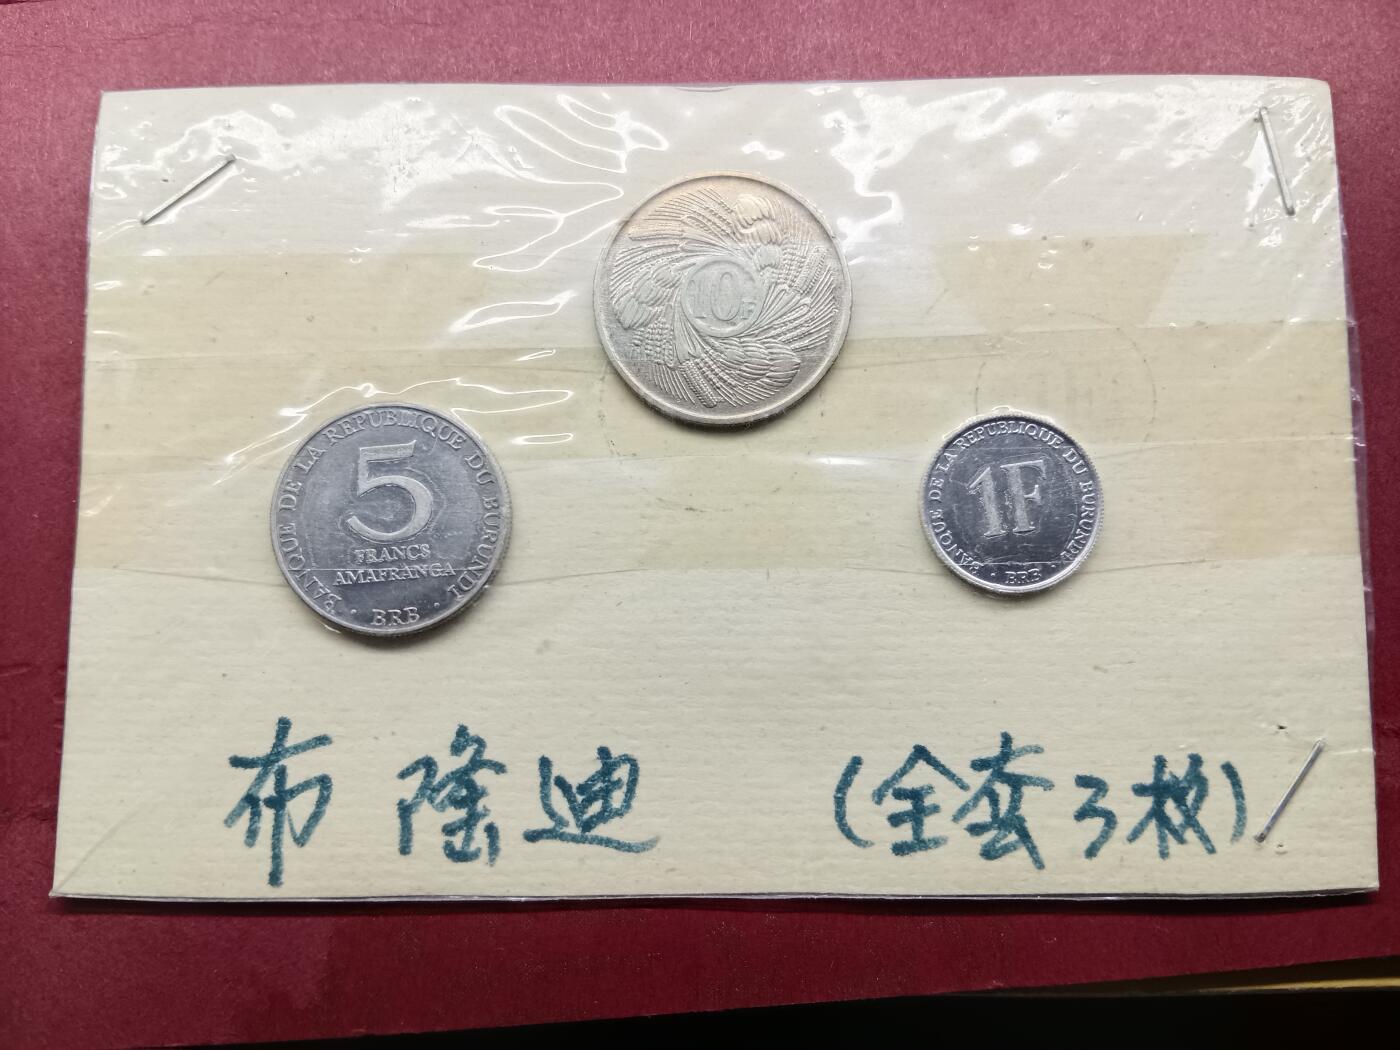 10F
BANQUE DE LA REPUBLIQUE DU BURUNDI
5
FRANCS
AMAFRANGA
· BRB ·
BANQUE DE LA REPUBLIQUE DU BURUNDI
1F
· BRB ·
布隆迪 (全套3枚)